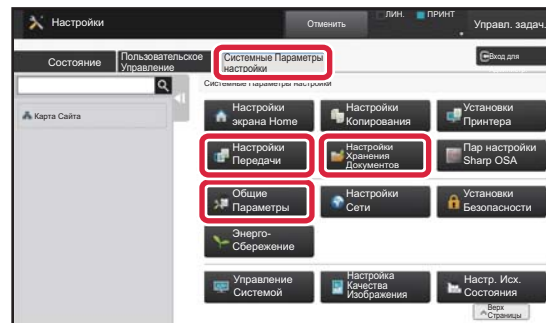 Настройки
Отменить
ЛИН.
ПРИНТ
Управл. задач.
Состояние
Пользовательское
Управление
Системные Параметры
настройки
Вход для
Системные Параметры настройки
Карта Сайта
Настройки
экрана Home
Настройки
Копирования
Установки
Принтера
Настройки
Передачи
Настройки
Хранения
Документов
Пар настройки
Sharp OSA
Общие
Параметры
Настройки
Сети
Установки
Безопасности
Энерго-
Сбережение
Управление
Системой
Настройка
Качества
Изображения
Настр. Исх.
Состояния
Верх
Страницы